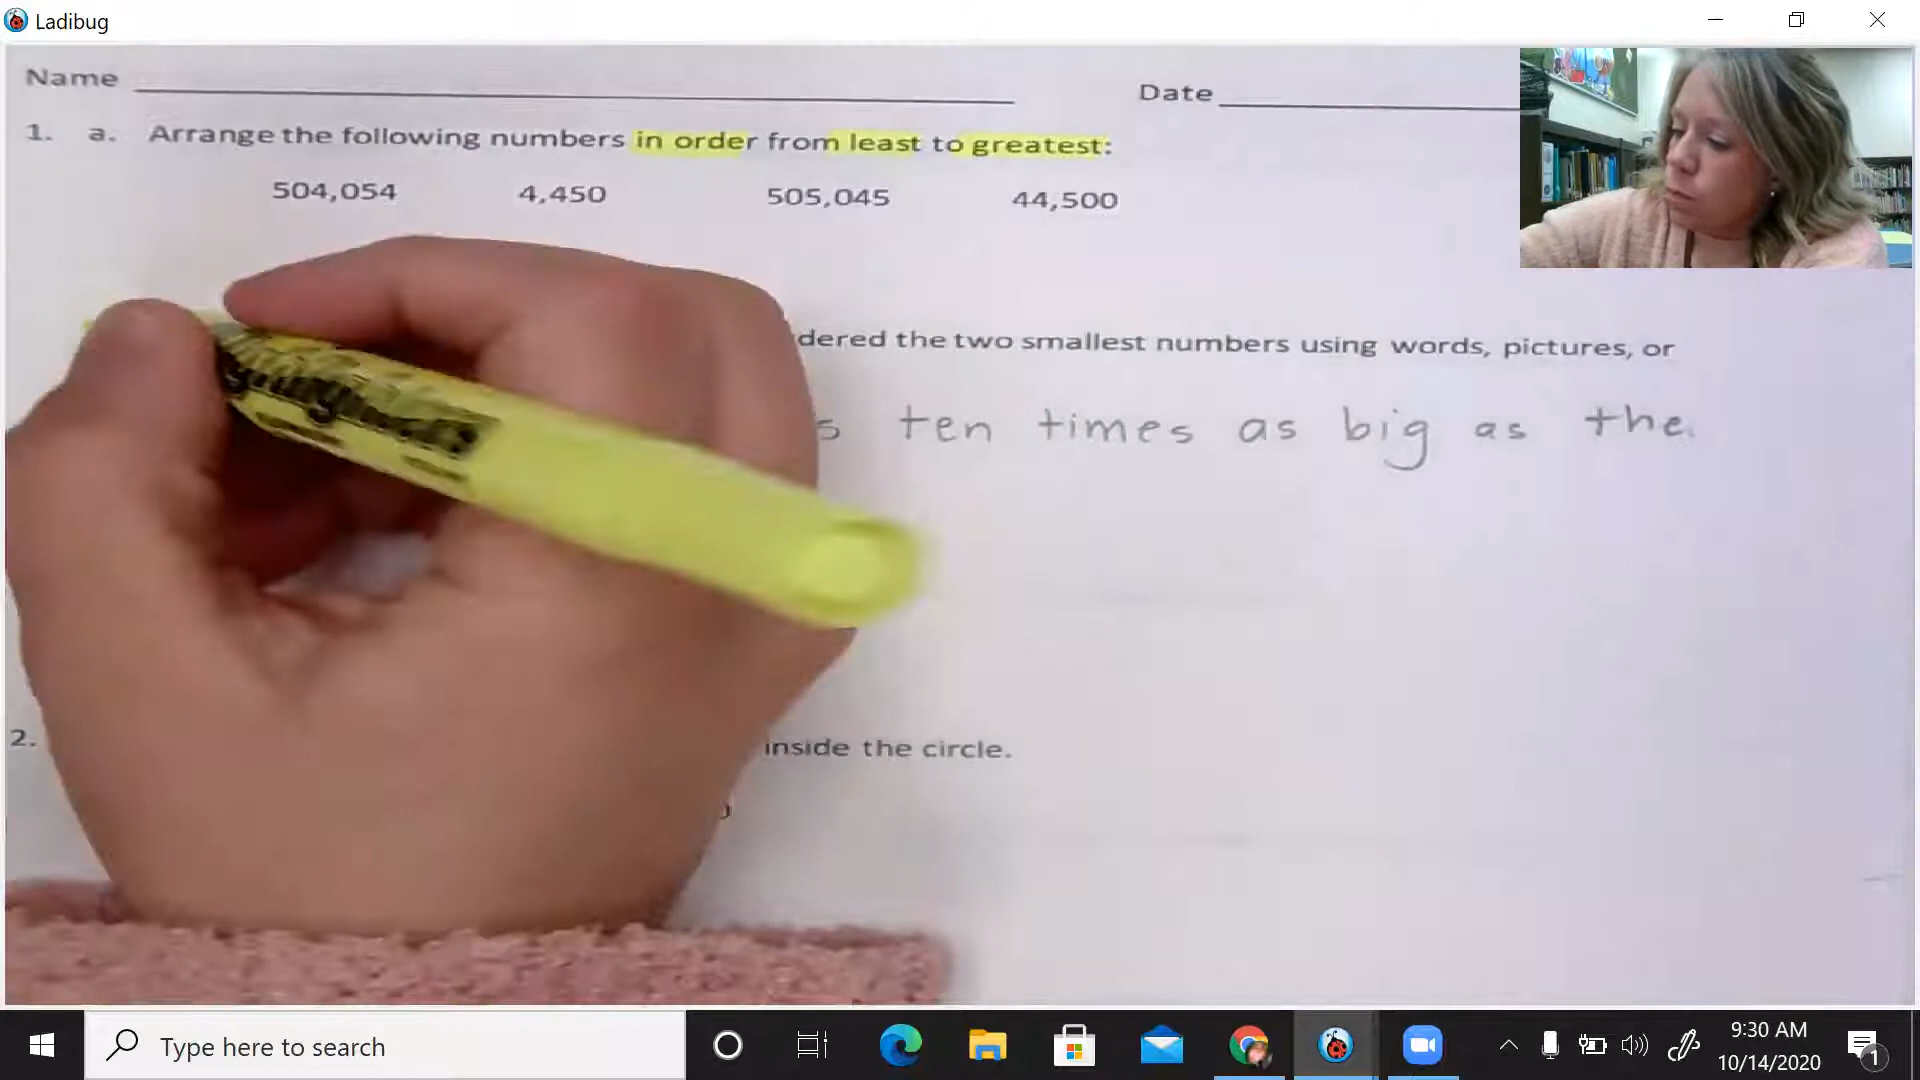 Ladibug
Name
Date
1. a. Arrange the following numbers in order from least to greatest:
504,054 4,450 505,045 44,500
dered the two smallest numbers using words, pictures, or
s ten times as big as the
2. inside the circle.
Type here to search
9:30 AM
10/14/2020
1